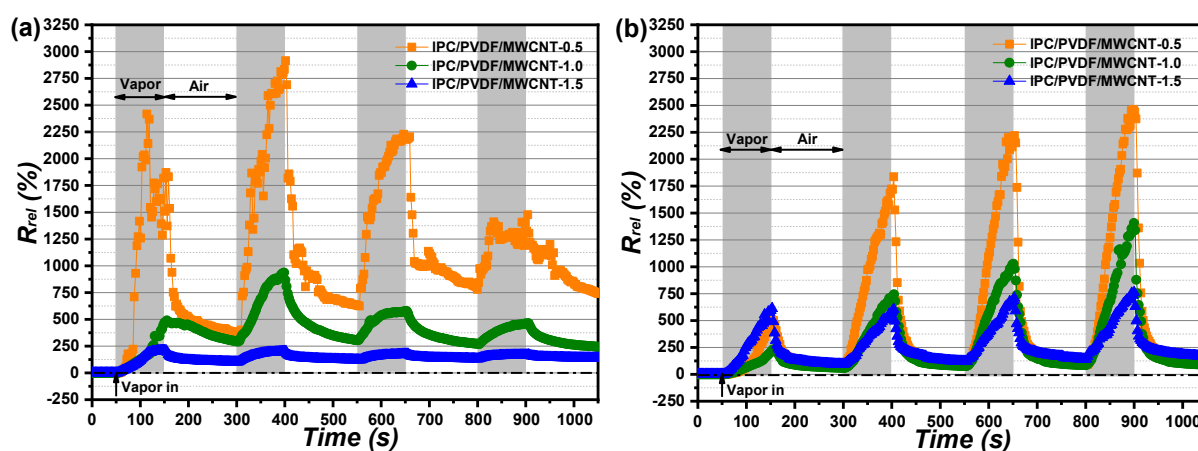 (a)
3250
3000
2750
2500
2250
2000
1750
1500
1250
1000
750
500
250
0
-250
Rrel (%)
IPC/PVDF/MWCNT-0.5
IPC/PVDF/MWCNT-1.0
IPC/PVDF/MWCNT-1.5
Vapor Air
Vapor in
0 100 200 300 400 500 600 700 800 900 1000
Time (s)
(b)
3250
3000
2750
2500
2250
2000
1750
1500
1250
1000
750
500
250
0
-250
Rrel (%)
IPC/PVDF/MWCNT-0.5
IPC/PVDF/MWCNT-1.0
IPC/PVDF/MWCNT-1.5
Vapor Air
Vapor in
0 100 200 300 400 500 600 700 800 900 1000
Time (s)